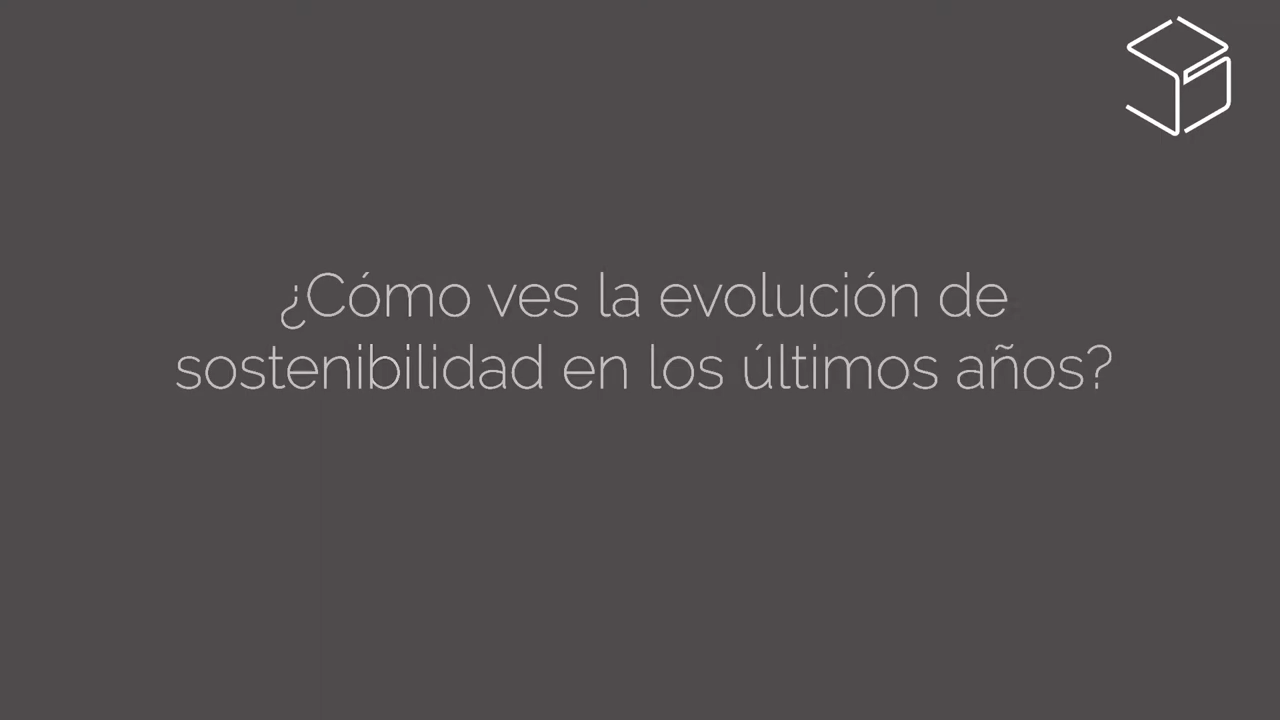 ¿Cómo ves la evolución de
sostenibilidad en los últimos años?